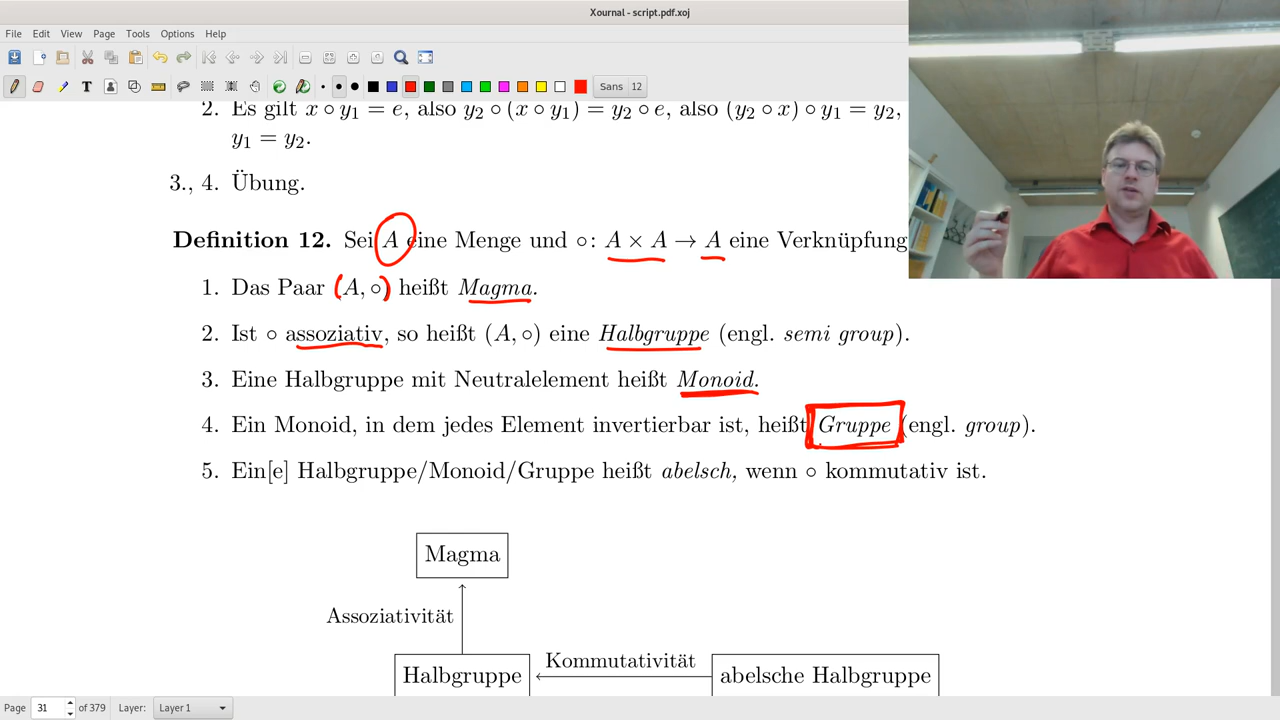 Xournal - script.pdf.xoj
File Edit View Page Tools Options Help
Sans 12
2. Es gilt x ∘ y₁ = e, also y₂ ∘ (x ∘ y₁) = y₂ ∘ e, also (y₂ ∘ x) ∘ y₁ = y₂,
y₁ = y₂.
3., 4. Übung.
Definition 12. Sei A eine Menge und ∘: A × A → A eine Verknüpfung
1. Das Paar (A, ∘) heißt Magma.
2. Ist ∘ assoziativ, so heißt (A, ∘) eine Halbgruppe (engl. semi group).
3. Eine Halbgruppe mit Neutralelement heißt Monoid.
4. Ein Monoid, in dem jedes Element invertierbar ist, heißt Gruppe (engl. group).
5. Ein[e] Halbgruppe/Monoid/Gruppe heißt abelsch, wenn ∘ kommutativ ist.
Magma
Assoziativität
Kommutativität
Halbgruppe abelsche Halbgruppe
Page 31 of 379 Layer: Layer 1